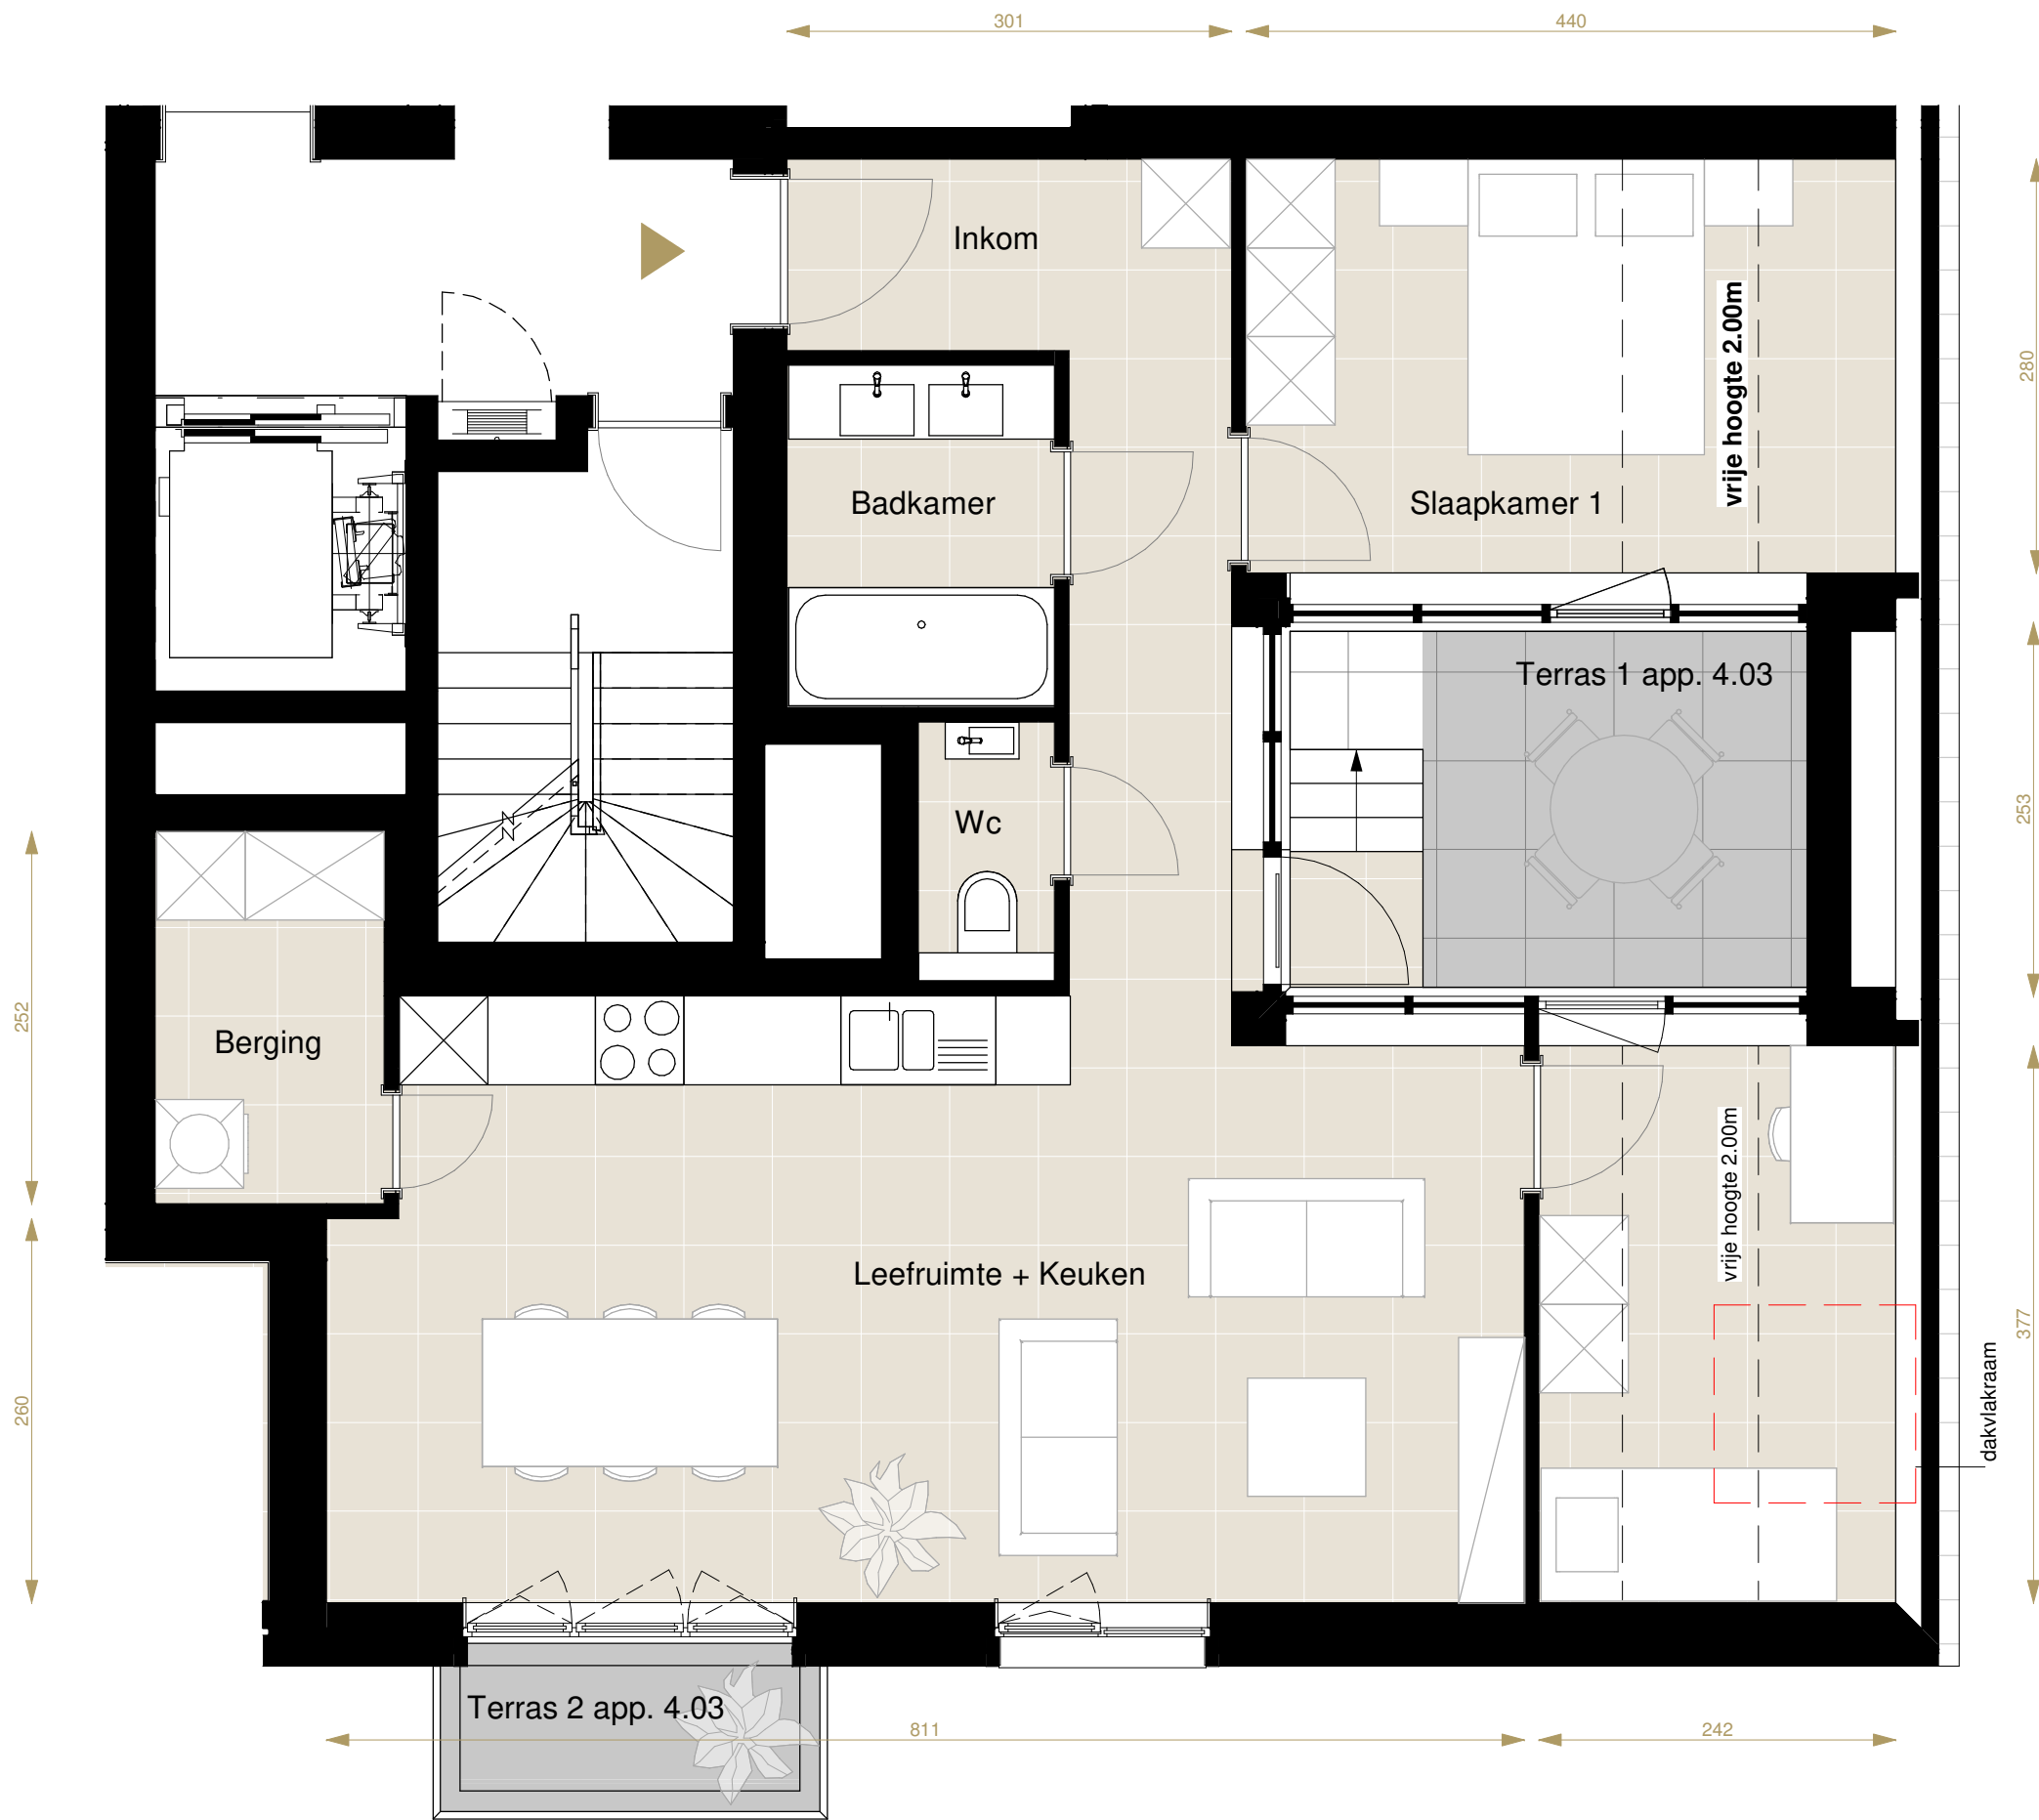 301
440
Inkom
vrije hoogte 2.00m
280
Badkamer
Slaapkamer 1
Terras 1 app. 4.03
253
Wc
252
Berging
vrije hoogte 2.00m
Leefruimte + Keuken
377
dakvlakraam
260
Terras 2 app. 4.03
811
242